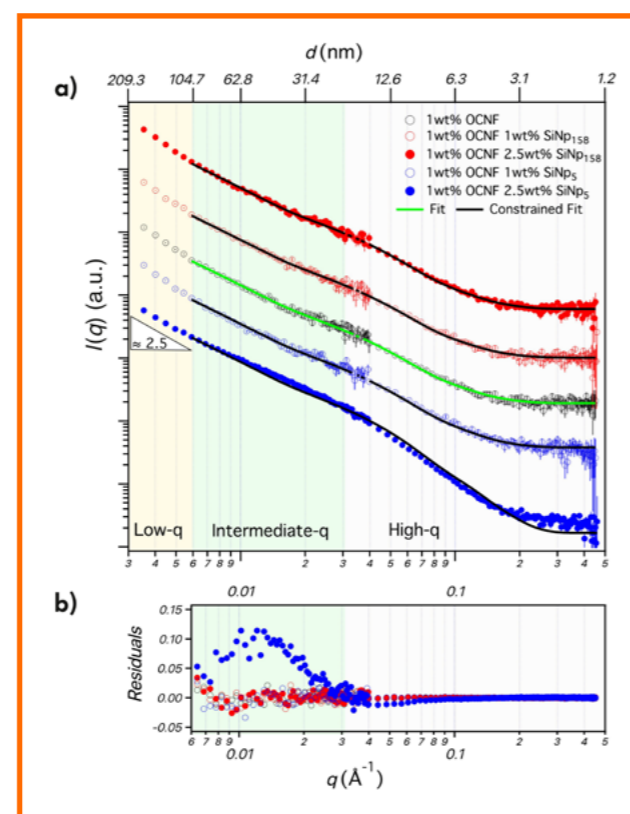 d (nm)
209.3 104.7 62.8 31.4 12.6 6.3 3.1 1.2
a)
1wt% OCNF
1wt% OCNF 1wt% SiNp158
1wt% OCNF 2.5wt% SiNp158
1wt% OCNF 1wt% SiNp5
1wt% OCNF 2.5wt% SiNp5
Fit Constrained Fit
I(q) (a.u.)
≈ 2.5
Low-q Intermediate-q High-q
3 4 5 6 7 8 9 2 3 4 5 6 7 8 9 2 3 4 5
0.01 0.1
b)
Residuals
0.15
0.10
0.05
0.00
-0.05
6 7 8 9 2 3 4 5 6 7 8 9 2 3 4 5
0.01 0.1
q (Å-1)